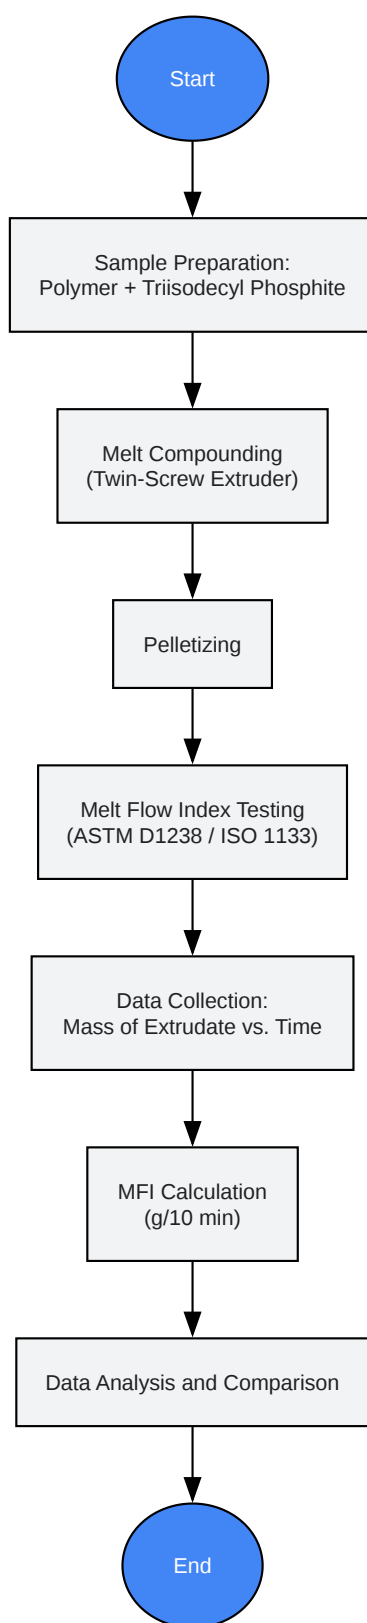 Start
Sample Preparation:
Polymer + Triisodecyl Phosphite
Melt Compounding
(Twin-Screw Extruder)
Pelletizing
Melt Flow Index Testing
(ASTM D1238 / ISO 1133)
Data Collection:
Mass of Extrudate vs. Time
MFI Calculation
(g/10 min)
Data Analysis and Comparison
End